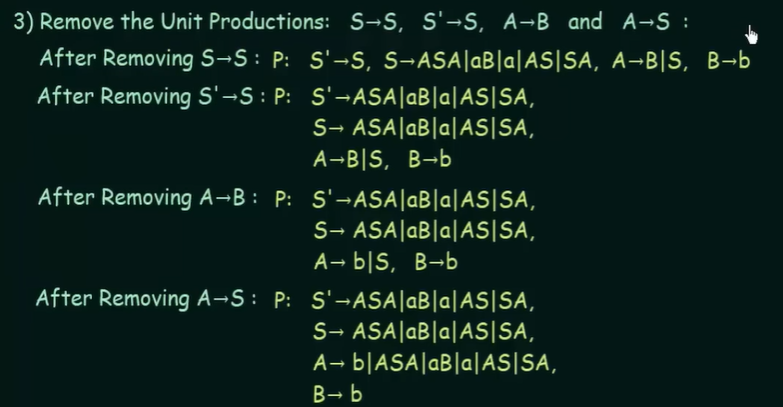 3) Remove the Unit Productions: S→S, S'→S, A→B and A→S :
After Removing S→S : P: S'→S, S→ASA|aB|a|AS|SA, A→B|S, B→b
After Removing S'→S : P: S'→ASA|aB|a|AS|SA,
S→ ASA|aB|a|AS|SA,
A→B|S, B→b
After Removing A→B : P: S'→ASA|aB|a|AS|SA,
S→ ASA|aB|a|AS|SA,
A→ b|S, B→b
After Removing A→S : P: S'→ASA|aB|a|AS|SA,
S→ ASA|aB|a|AS|SA,
A→ b|ASA|aB|a|AS|SA,
B→ b